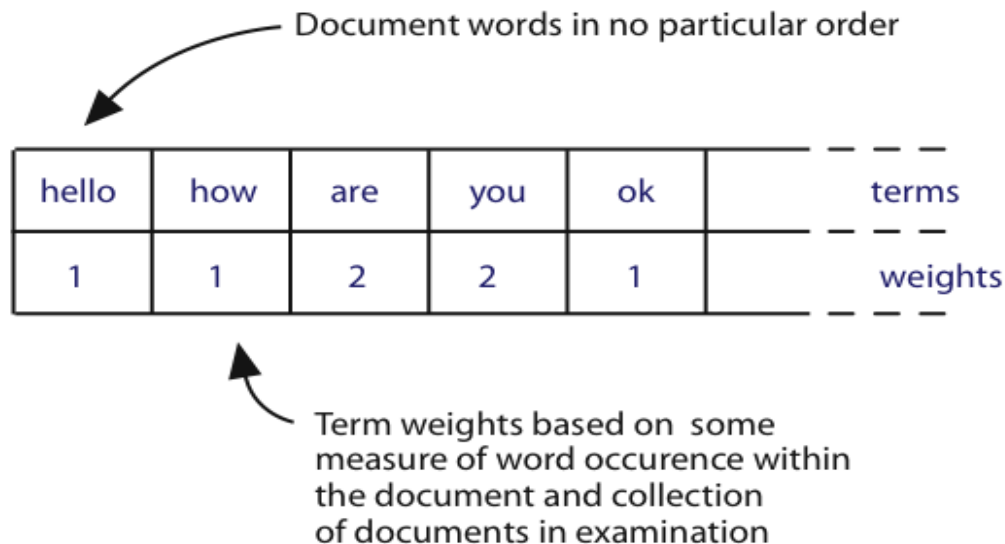 Document words in no particular order
hello how are you ok terms
1 1 2 2 1 weights
Term weights based on some
measure of word occurence within
the document and collection
of documents in examination